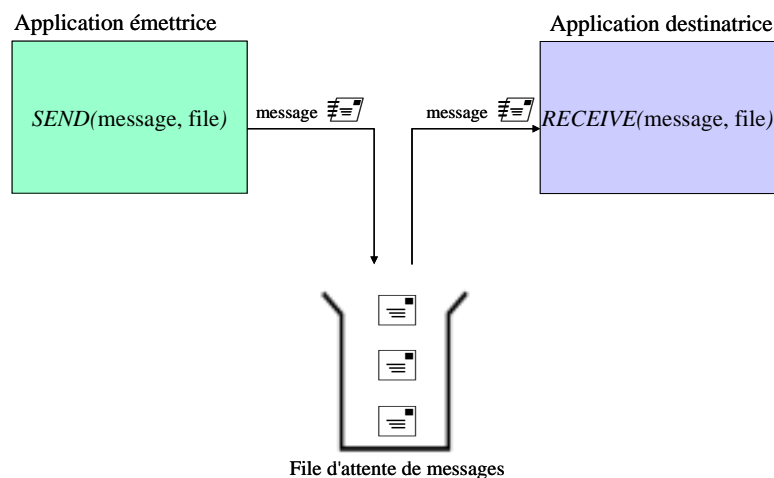 Application émettrice
Application destinatrice
SEND(message, file)
message
message
RECEIVE(message, file)
File d'attente de messages